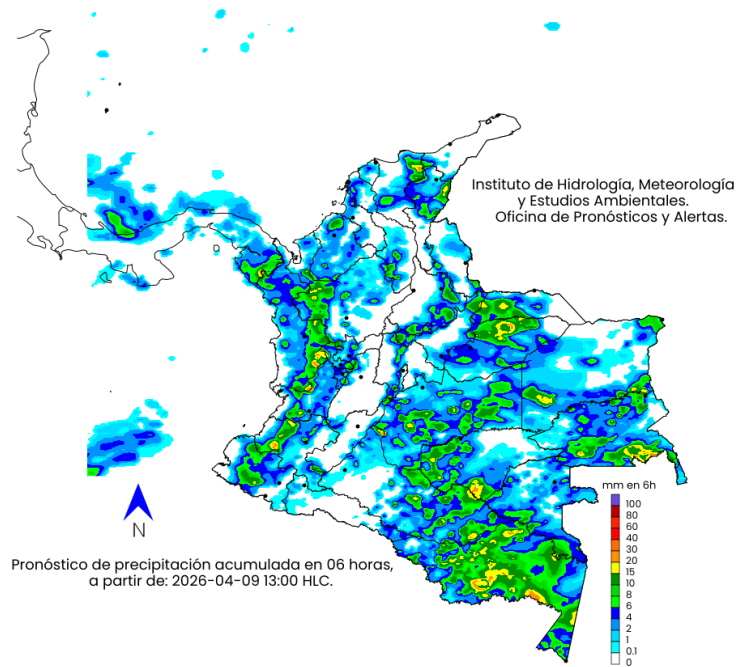 Instituto de Hidrología, Meteorología
y Estudios Ambientales.
Oficina de Pronósticos y Alertas.
mm en 6h
100
80
60
40
30
20
15
10
8
6
4
2
1
0.1
0
N
Pronóstico de precipitación acumulada en 06 horas,
a partir de: 2026-04-09 13:00 HLC.